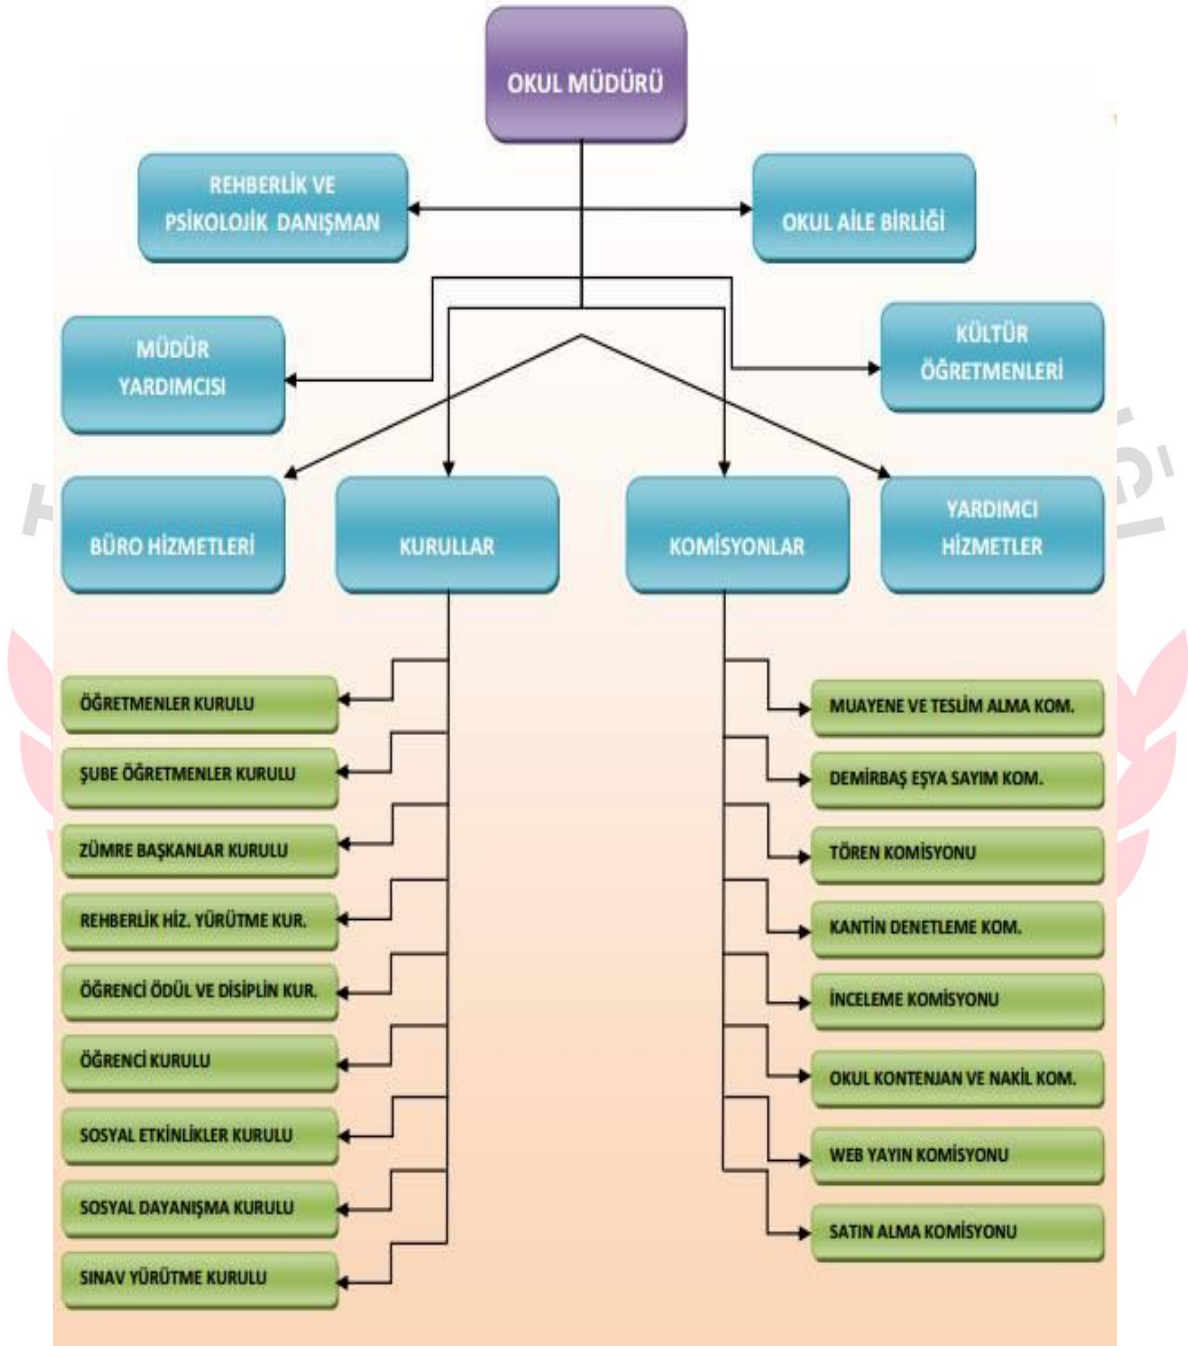 OKUL MÜDÜRÜ
REHBERLİK VE
PSİKOLOJİK DANIŞMAN
OKUL AİLE BİRLİĞİ
MÜDÜR
YARDIMCISI
KÜLTÜR
ÖĞRETMENLERİ
BÜRO HİZMETLERİ
KURULLAR
KOMİSYONLAR
YARDIMCI
HİZMETLER
ÖĞRETMENLER KURULU
ŞUBE ÖĞRETMENLER KURULU
ZÜMRE BAŞKANLAR KURULU
REHBERLİK HİZ. YÜRÜTME KUR.
ÖĞRENCİ ÖDÜL VE DİSİPLİN KUR.
ÖĞRENCİ KURULU
SOSYAL ETKİNLİKLER KURULU
SOSYAL DAYANIŞMA KURULU
SINAV YÜRÜTME KURULU
MUAYENE VE TESLİM ALMA KOM.
DEMİRBAŞ EŞYA SAYIM KOM.
TÖREN KOMİSYONU
KANTİN DENETLEME KOM.
İNCELEME KOMİSYONU
OKUL KONTENJAN VE NAKİL KOM.
WEB YAYIN KOMİSYONU
SATIN ALMA KOMİSYONU